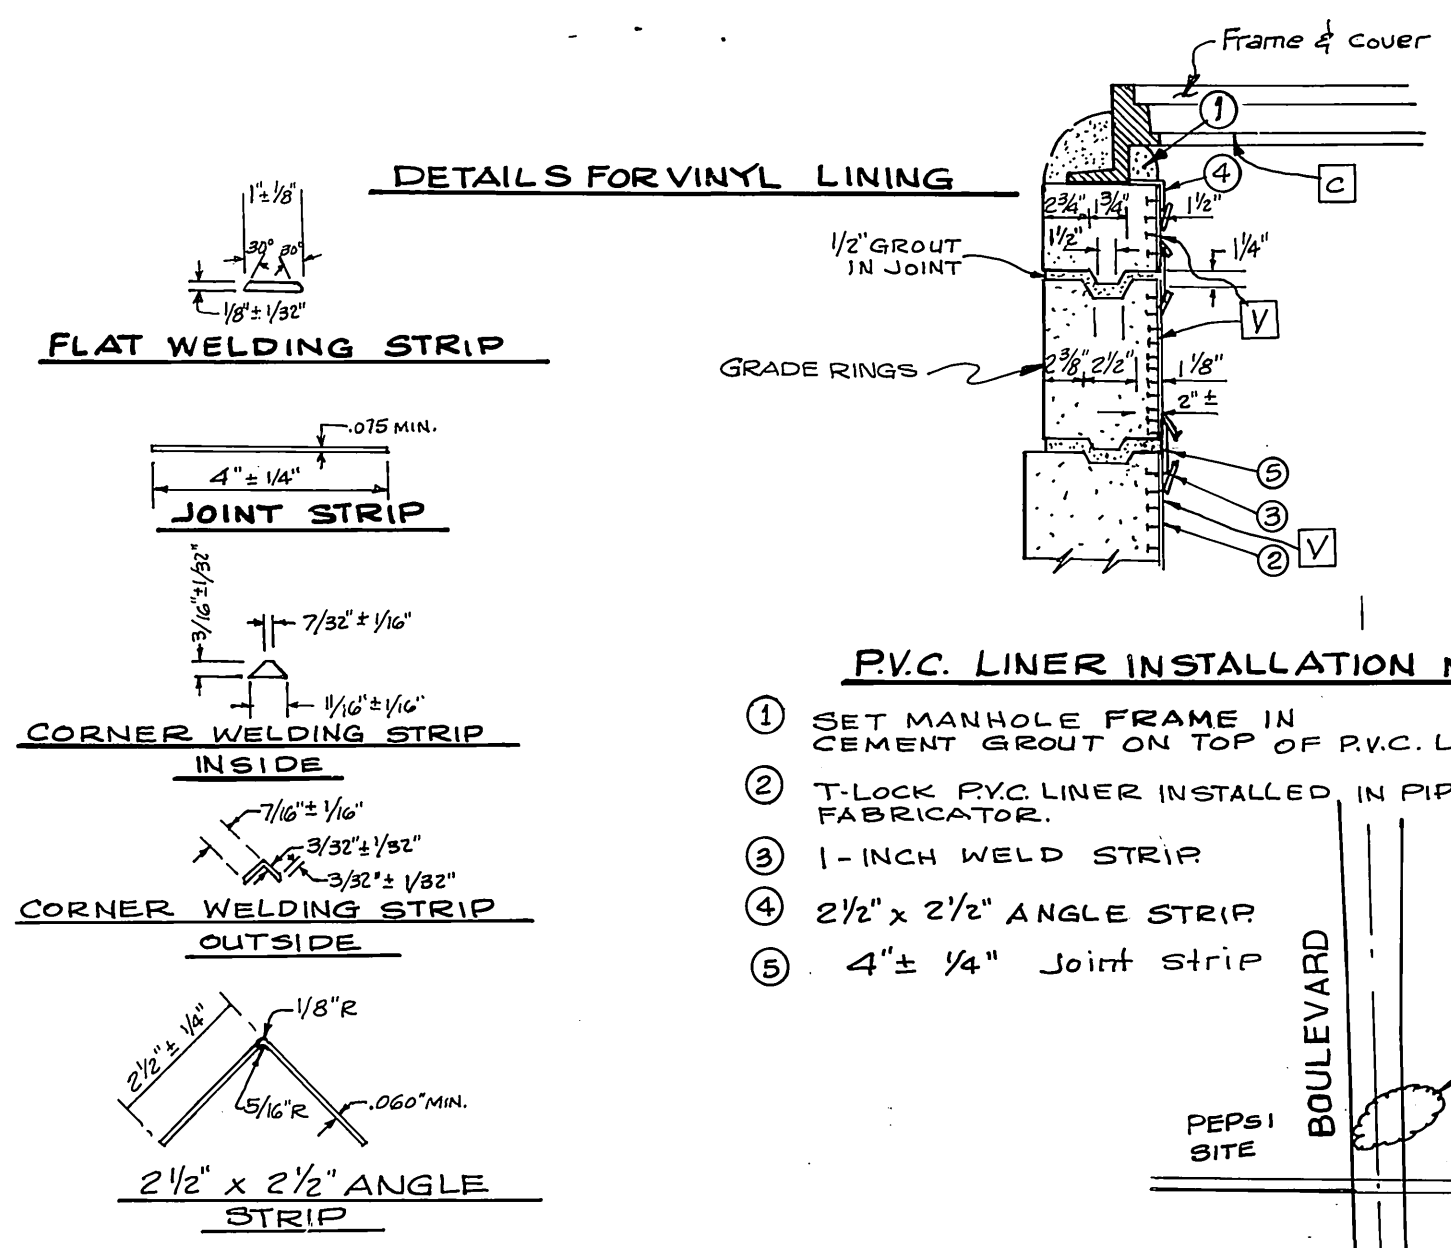 DETAILS FOR VINYL LINING
1"± 1/8"
30° 30°
1/8"± 1/32"
FLAT WELDING STRIP
.075 MIN.
4"± 1/4"
JOINT STRIP
3/16"±1/32"
7/32"± 1/16"
11/16"± 1/16"
CORNER WELDING STRIP
INSIDE
7/16"± 1/16"
3/32"± 1/32"
3/32"± 1/32"
CORNER WELDING STRIP
OUTSIDE
2 1/2"± 1/4"
1/8"R
5/16"R
.060"MIN.
2 1/2" x 2 1/2" ANGLE
STRIP
Frame & cover
1
4
C
2 3/4" 1 3/4" 1 1/2"
1 1/2"
1 1/4"
1/2" GROUT
IN JOINT
V
GRADE RINGS
2 3/8" 2 1/2" 1 1/8"
2" ±
5
3
V
2
P.V.C. LINER INSTALLATION
1 SET MANHOLE FRAME IN
CEMENT GROUT ON TOP OF P.V.C. L
2 T-LOCK P.V.C. LINER INSTALLED IN PIP
FABRICATOR.
3 1-INCH WELD STRIP.
4 2 1/2" x 2 1/2" ANGLE STRIP.
5 4"± 1/4" Joint Strip
BOULEVARD
PEPSI
SITE